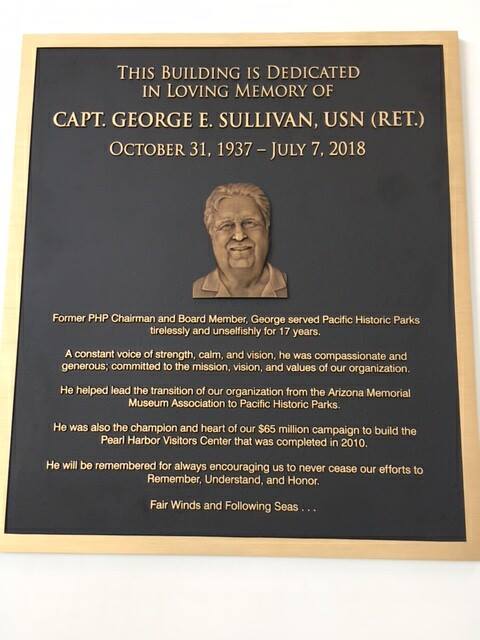 THIS BUILDING IS DEDICATED
IN LOVING MEMORY OF
CAPT. GEORGE E. SULLIVAN, USN (RET.)
OCTOBER 31, 1937 – JULY 7, 2018
Former PHP Chairman and Board Member, George served Pacific Historic Parks
tirelessly and unselfishly for 17 years.
A constant voice of strength, calm, and vision, he was compassionate and
generous; committed to the mission, vision, and values of our organization.
He helped lead the transition of our organization from the Arizona Memorial
Museum Association to Pacific Historic Parks.
He was also the champion and heart of our $65 million campaign to build the
Pearl Harbor Visitors Center that was completed in 2010.
He will be remembered for always encouraging us to never cease our efforts to
Remember, Understand, and Honor.
Fair Winds and Following Seas . . .